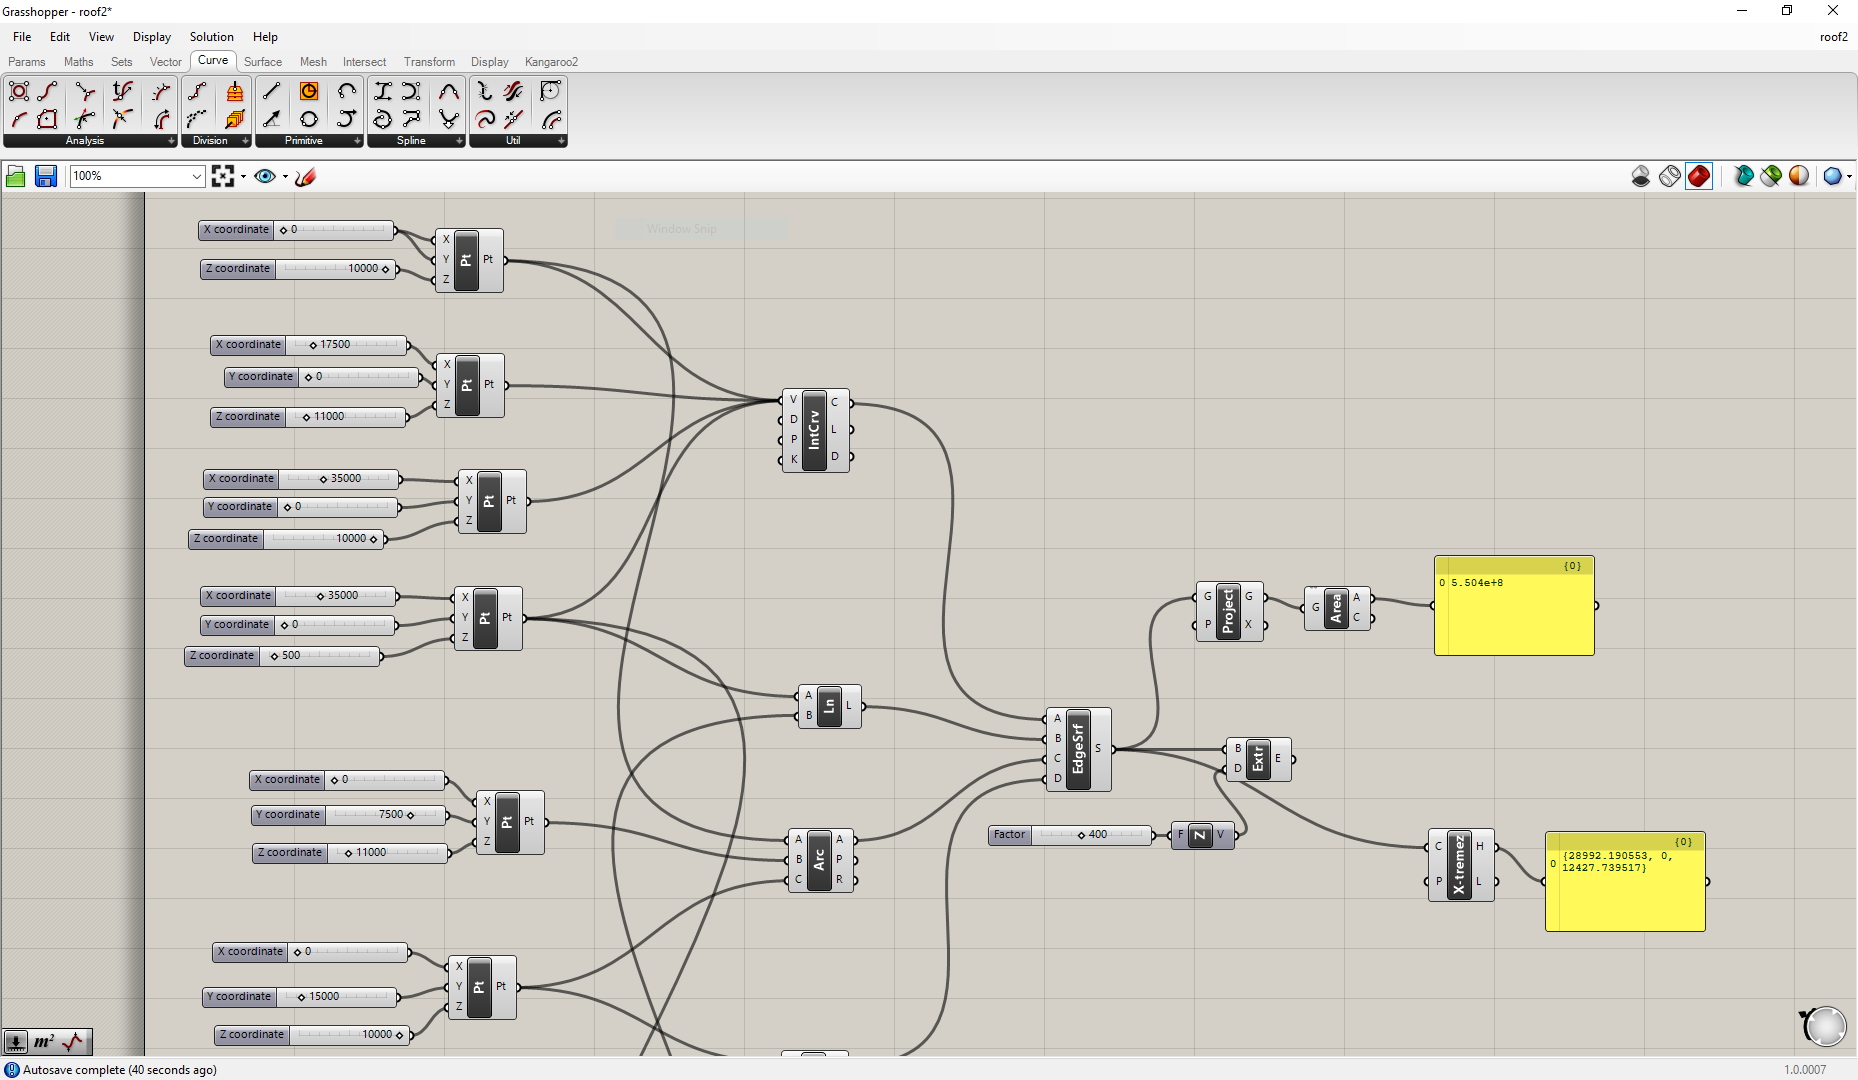 Grasshopper - roof2*
File Edit View Display Solution Help roof2
Params Maths Sets Vector Curve Surface Mesh Intersect Transform Display Kangaroo2
Analysis Division Primitive Spline Util
100%
Window Snip
X coordinate 0
Z coordinate 10000
X Y Z Pt Pt
X coordinate 17500
Y coordinate 0
Z coordinate 11000
X Y Z Pt Pt
V D P K IntCrv C L D
X coordinate 35000
Y coordinate 0
Z coordinate 10000
X Y Z Pt Pt
X coordinate 35000
Y coordinate 0
Z coordinate 500
X Y Z Pt Pt
G P Project G X
G Area A C
{0}
0 5.504e+8
A B Ln L
A B C D EdgeSrf S
B D Extr E
X coordinate 0
Y coordinate 7500
Z coordinate 11000
X Y Z Pt Pt
A B C Arc A P R
Factor 400
F Z V
C P X-tremez H L
{0}
0 {28992.190553, 0,
12427.739517}
X coordinate 0
Y coordinate 15000
Z coordinate 10000
X Y Z Pt Pt
m²
Autosave complete (40 seconds ago) 1.0.0007